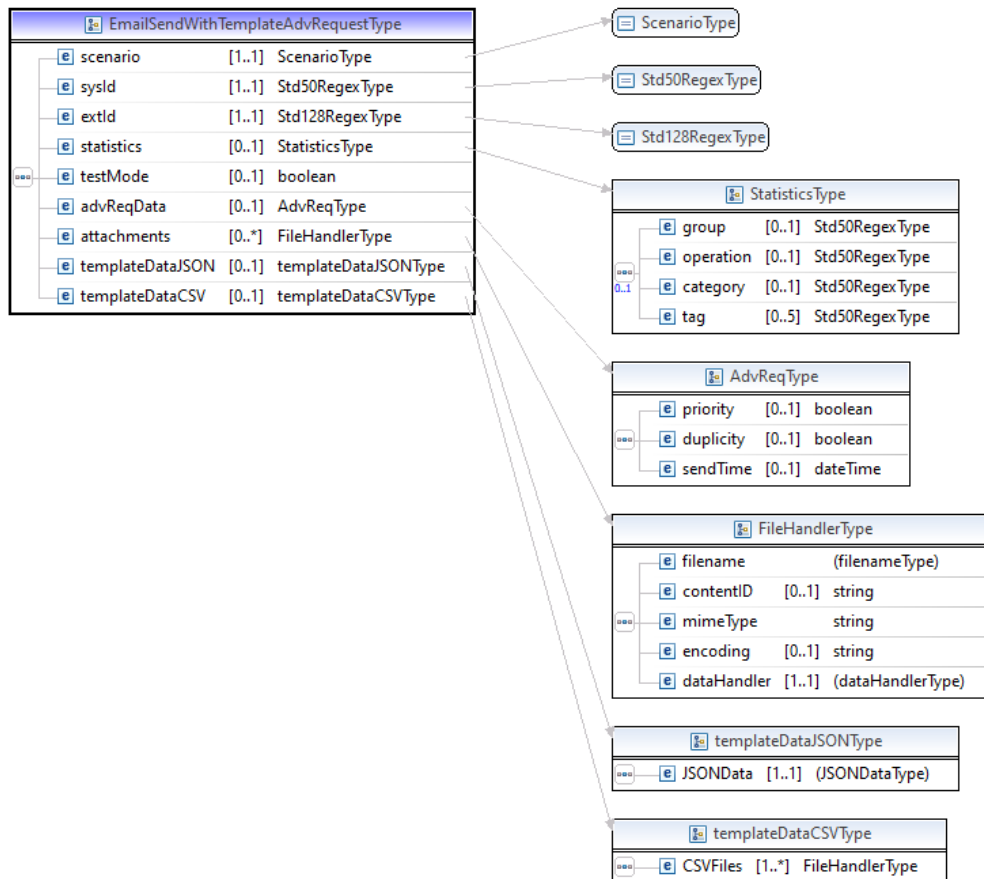 EmailSendWithTemplateAdvRequestType
scenario [1..1] ScenarioType
sysId [1..1] Std50RegexType
extId [1..1] Std128RegexType
statistics [0..1] StatisticsType
testMode [0..1] boolean
advReqData [0..1] AdvReqType
attachments [0..*] FileHandlerType
templateDataJSON [0..1] templateDataJSONType
templateDataCSV [0..1] templateDataCSVType
ScenarioType
Std50RegexType
Std128RegexType
StatisticsType
group [0..1] Std50RegexType
operation [0..1] Std50RegexType
category [0..1] Std50RegexType
tag [0..5] Std50RegexType
0..1
AdvReqType
priority [0..1] boolean
duplicity [0..1] boolean
sendTime [0..1] dateTime
FileHandlerType
filename (filenameType)
contentID [0..1] string
mimeType string
encoding [0..1] string
dataHandler [1..1] (dataHandlerType)
templateDataJSONType
JSONData [1..1] (JSONDataType)
templateDataCSVType
CSVFiles [1..*] FileHandlerType